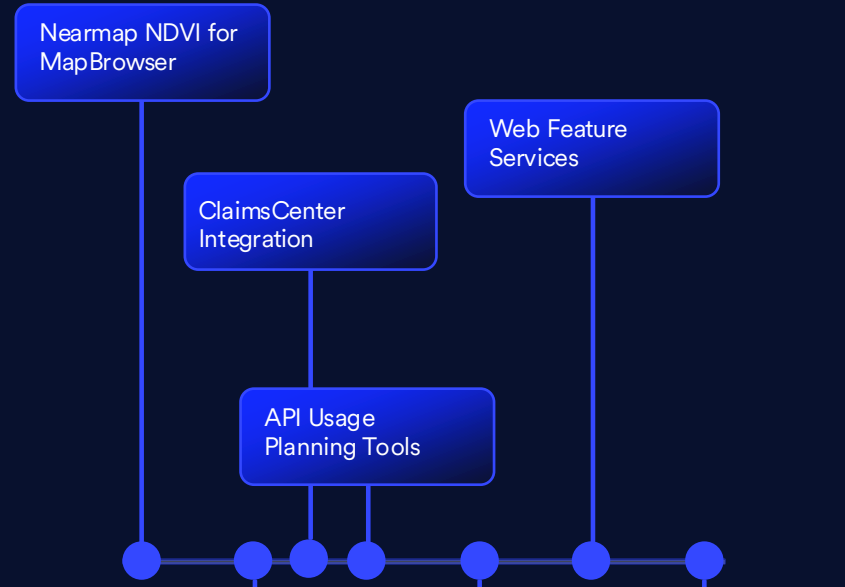 Nearmap NDVI for
MapBrowser
Web Feature
Services
ClaimsCenter
Integration
API Usage
Planning Tools